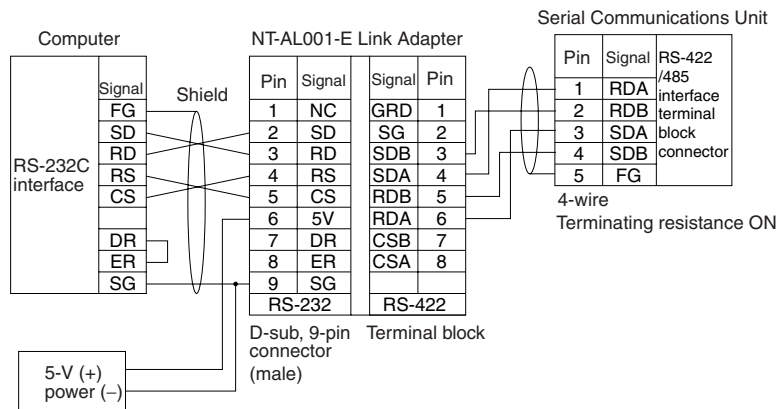 Computer
Signal
FG
SD
RD
RS
CS
DR
ER
SG
RS-232C
interface
Shield
5-V (+)
power (–)
NT-AL001-E Link Adapter
Pin Signal
1 NC
2 SD
3 RD
4 RS
5 CS
6 5V
7 DR
8 ER
9 SG
RS-232
D-sub, 9-pin
connector
(male)
Signal Pin
GRD 1
SG 2
SDB 3
SDA 4
RDB 5
RDA 6
CSB 7
CSA 8
RS-422
Terminal block
Serial Communications Unit
Pin Signal
1 RDA
2 RDB
3 SDA
4 SDB
5 FG
RS-422
/485
interface
terminal
block
connector
4-wire
Terminating resistance ON